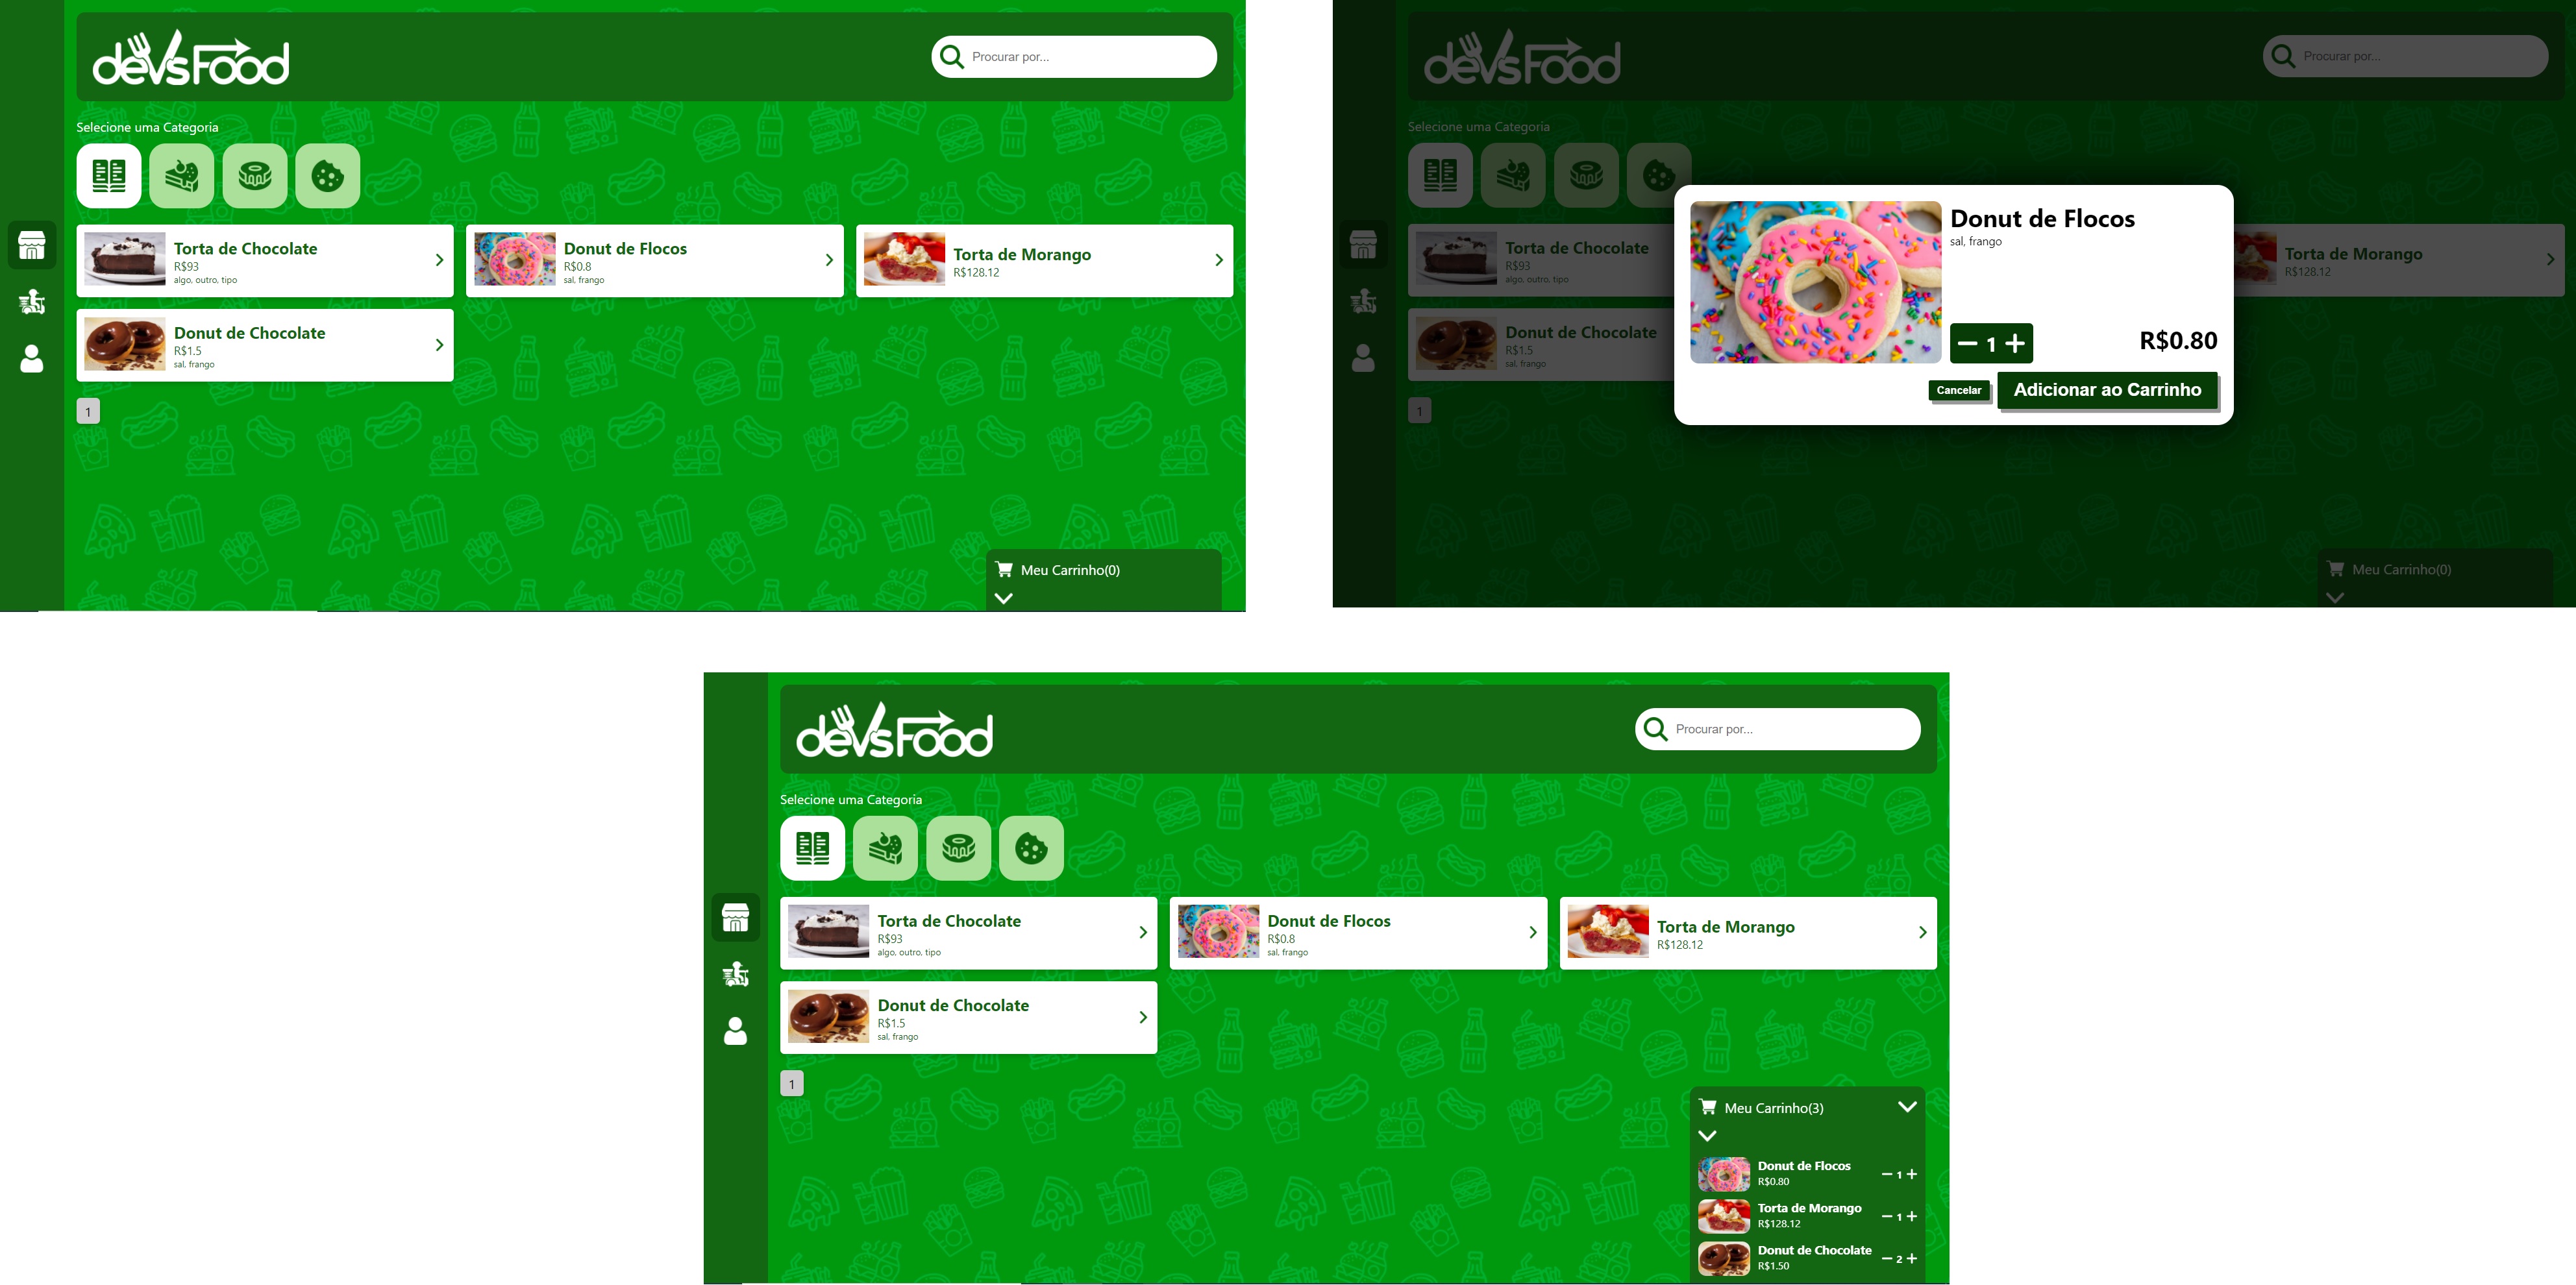 devsFood
Procurar por...
Selecione uma Categoria
Torta de Chocolate
R$93
algo, outro, tipo
Donut de Flocos
R$0.8
sal, frango
Torta de Morango
R$128.12
Donut de Chocolate
R$1.5
sal, frango
1
Meu Carrinho(0)
devsFood
Procurar por...
Selecione uma Categoria
Torta de Chocolate
R$93
algo, outro, tipo
Torta de Morango
R$128.12
Donut de Chocolate
R$1.5
sal, frango
1
Donut de Flocos
sal, frango
1
R$0.80
Cancelar
Adicionar ao Carrinho
Meu Carrinho(0)
devsFood
Procurar por...
Selecione uma Categoria
Torta de Chocolate
R$93
algo, outro, tipo
Donut de Flocos
R$0.8
sal, frango
Torta de Morango
R$128.12
Donut de Chocolate
R$1.5
sal, frango
1
Meu Carrinho(3)
Donut de Flocos
R$0.80
1
Torta de Morango
R$128.12
1
Donut de Chocolate
R$1.50
2